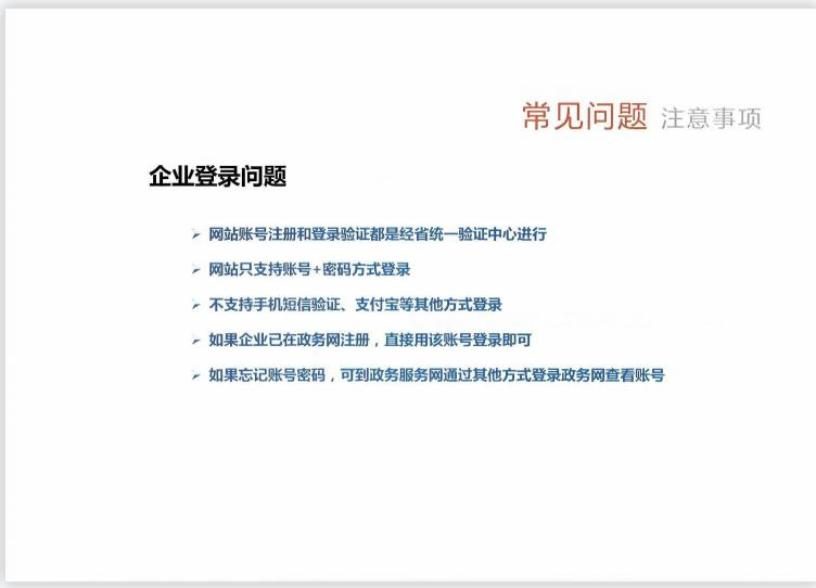 常见问题 注意事项
企业登录问题
➢ 网站账号注册和登录验证都是经省统一验证中心进行
➢ 网站只支持账号+密码方式登录
➢ 不支持手机短信验证、支付宝等其他方式登录
➢ 如果企业已在政务网注册，直接用该账号登录即可
➢ 如果忘记账号密码，可到政务服务网通过其他方式登录政务网查看账号